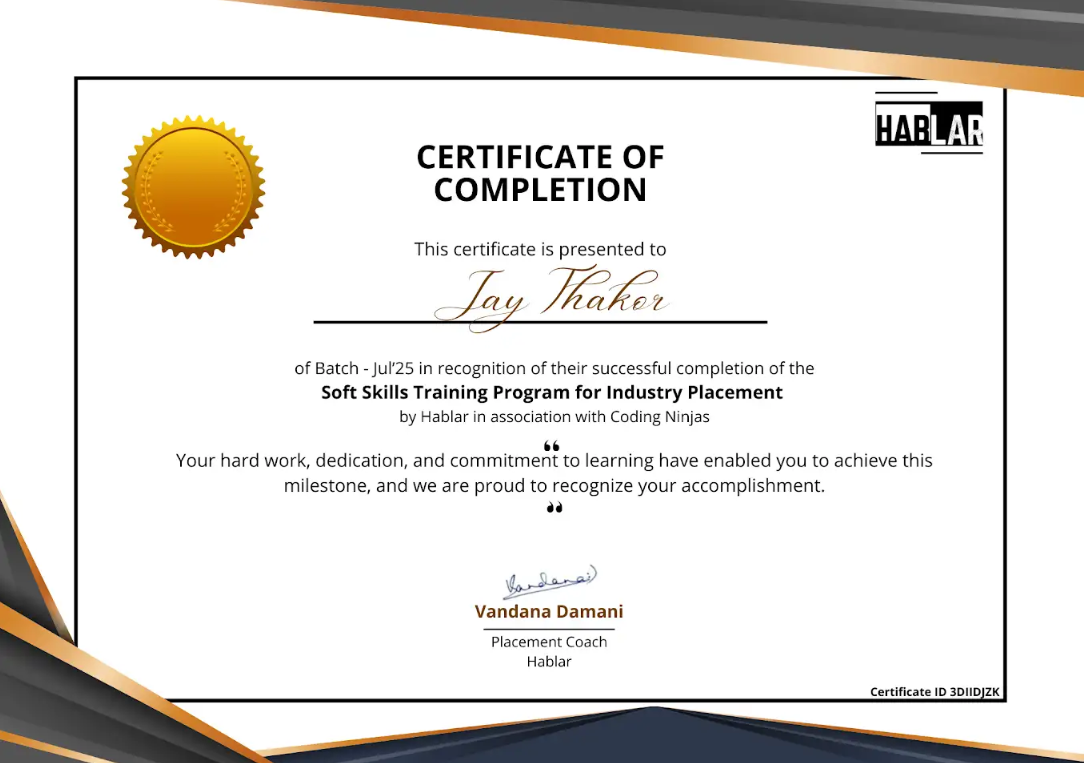 HABLAR
CERTIFICATE OF
COMPLETION
This certificate is presented to
Jay Thakor
of Batch - Jul’25 in recognition of their successful completion of the
Soft Skills Training Program for Industry Placement
by Hablar in association with Coding Ninjas
“
Your hard work, dedication, and commitment to learning have enabled you to achieve this
milestone, and we are proud to recognize your accomplishment.
”
Vandana
Vandana Damani
Placement Coach
Hablar
Certificate ID 3DIIDJZK